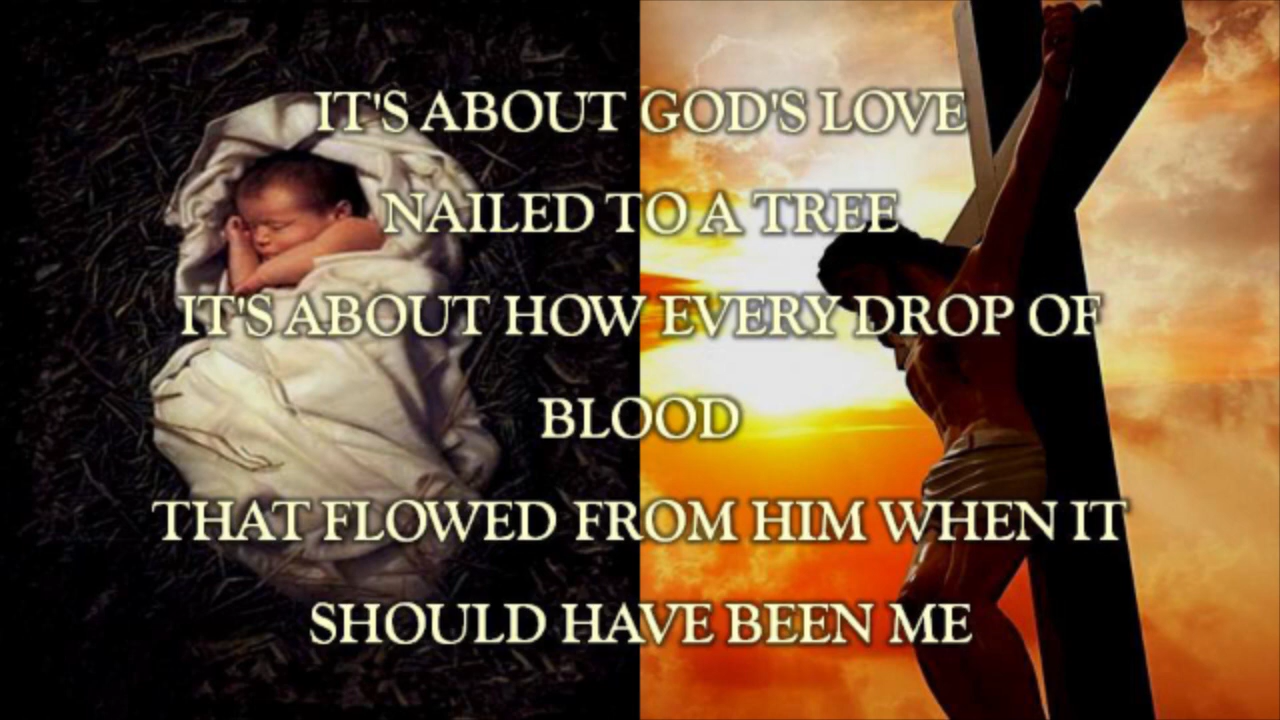 IT'S ABOUT GOD'S LOVE
NAILED TO A TREE
IT'S ABOUT HOW EVERY DROP OF
BLOOD
THAT FLOWED FROM HIM WHEN IT
SHOULD HAVE BEEN ME